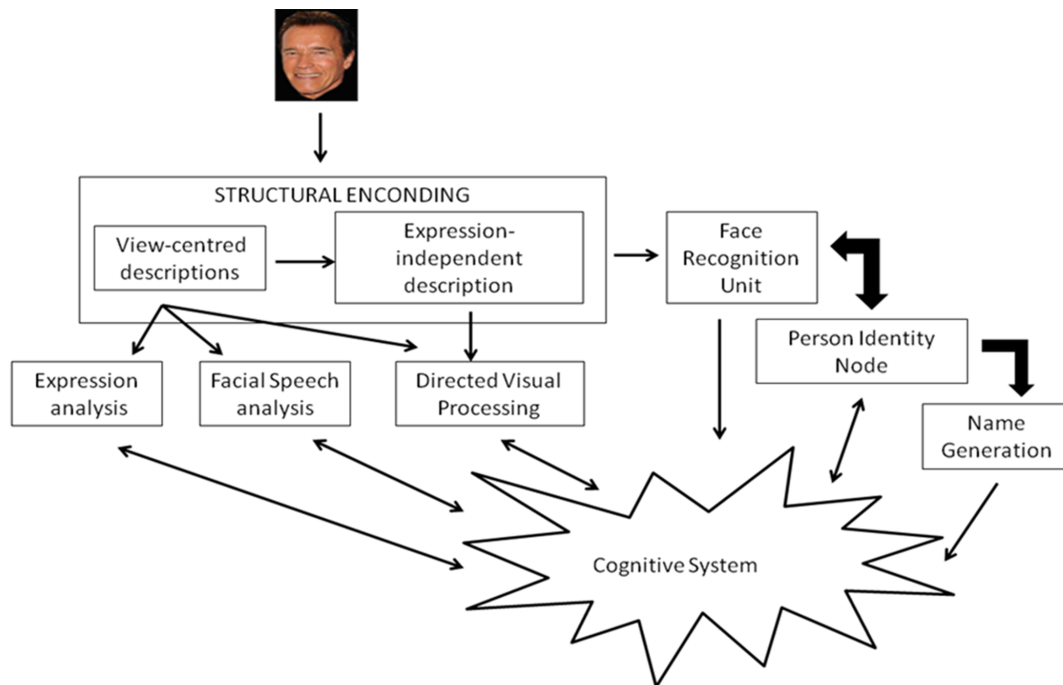 STRUCTURAL ENCONDING
View-centred
descriptions
Expression-
independent
description
Face
Recognition
Unit
Person Identity
Node
Name
Generation
Expression
analysis
Facial Speech
analysis
Directed Visual
Processing
Cognitive System